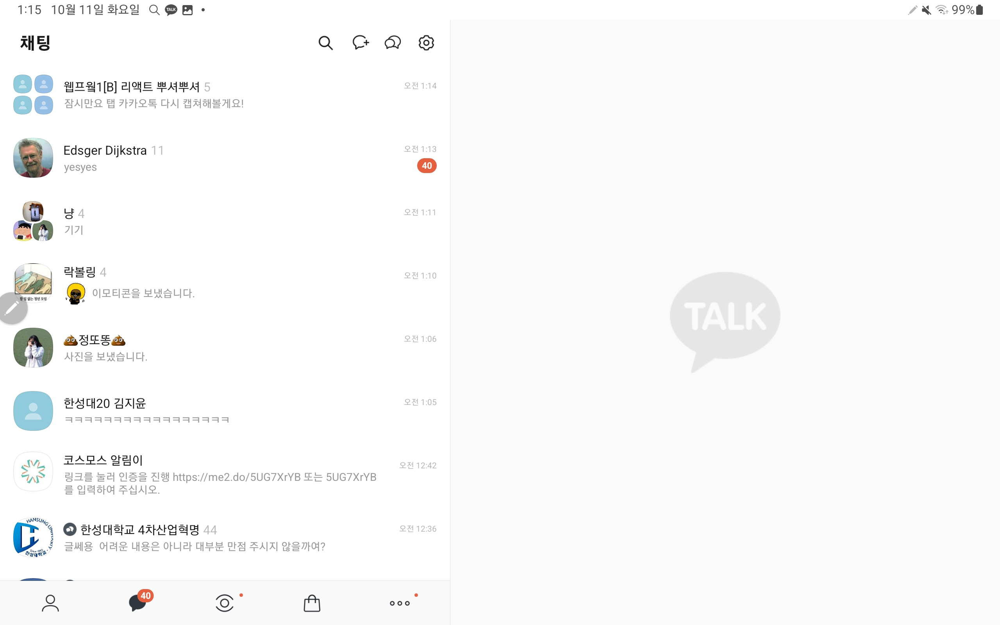 1:15 10월 11일 화요일 TALK 99%
채팅
웹프웤1[B] 리액트 뿌셔뿌셔 5 오전 1:14
잠시만요 탭 카카오톡 다시 캡쳐해볼게요!
Edsger Dijkstra 11 오전 1:13
yesyes 40
냥 4 오전 1:11
기기
락볼링 4 오전 1:10
이모티콘을 보냈습니다.
할 일 없는 청년 모임
💩정또똥💩 오전 1:06
사진을 보냈습니다.
한성대20 김지윤 오전 1:05
ㅋㅋㅋㅋㅋㅋㅋㅋㅋㅋㅋㅋㅋㅋㅋㅋㅋ
코스모스 알림이 오전 12:42
링크를 눌러 인증을 진행 https://me2.do/5UG7XrYB 또는 5UG7XrYB
를 입력하여 주십시오.
HANSUNG UNIVERSITY
한성대학교 4차산업혁명 44 오전 12:36
글쎄용  어려운 내용은 아니라 대부분 만점 주시지 않을까여?
한성대학교
40
TALK